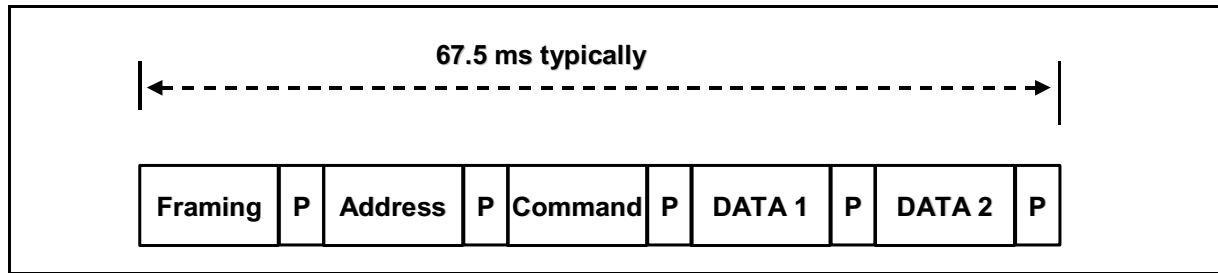 67.5 ms typically
Framing P Address P Command P DATA 1 P DATA 2 P